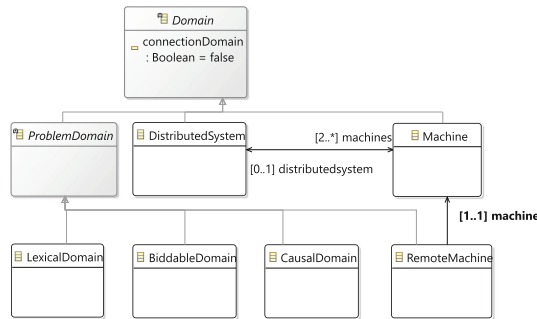 Domain
connectionDomain
: Boolean = false
ProblemDomain
DistributedSystem
[2..*] machines
Machine
[0..1] distributedsystem
[1..1] machine
LexicalDomain
BiddableDomain
CausalDomain
RemoteMachine